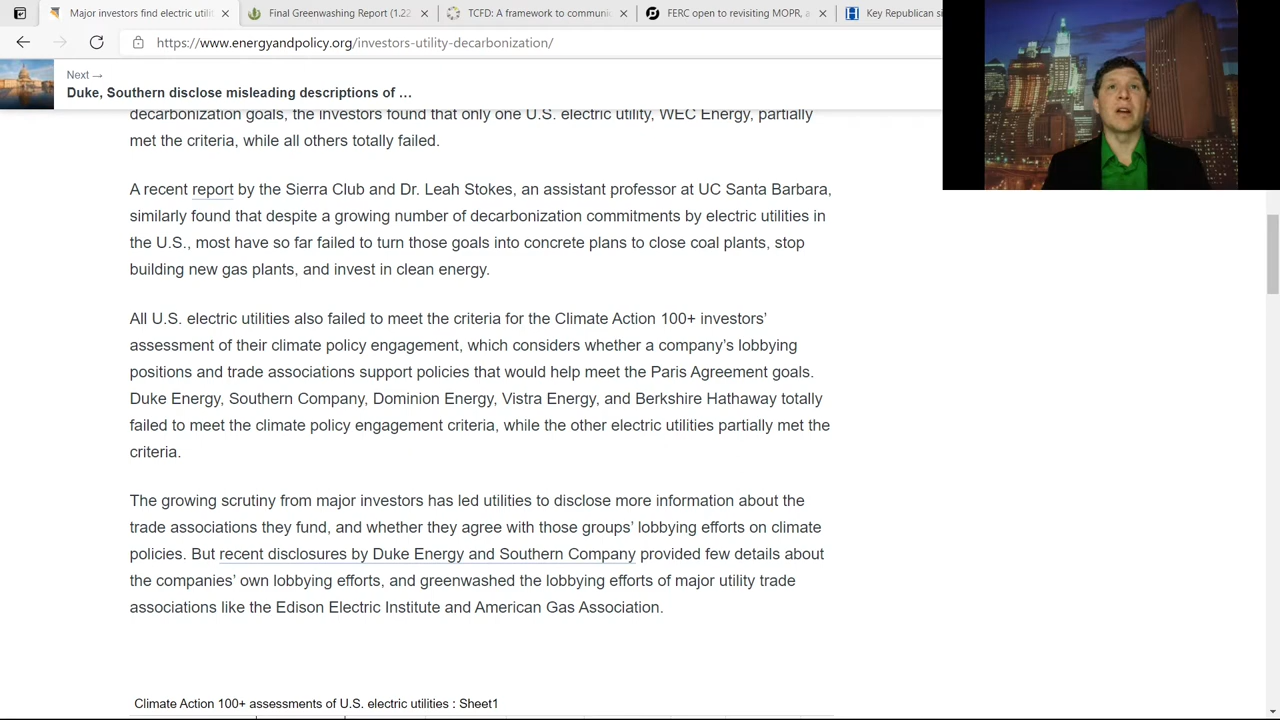 Major investors find electric utilit
Final Greenwashing Report (1.22
TCFD: A framework to communic
FERC open to revisiting MOPR, a
Key Republican si
https://www.energyandpolicy.org/investors-utility-decarbonization/
Next →
Duke, Southern disclose misleading descriptions of ...
decarbonization goals, the investors found that only one U.S. electric utility, WEC Energy, partially
met the criteria, while all others totally failed.
A recent report by the Sierra Club and Dr. Leah Stokes, an assistant professor at UC Santa Barbara,
similarly found that despite a growing number of decarbonization commitments by electric utilities in
the U.S., most have so far failed to turn those goals into concrete plans to close coal plants, stop
building new gas plants, and invest in clean energy.
All U.S. electric utilities also failed to meet the criteria for the Climate Action 100+ investors'
assessment of their climate policy engagement, which considers whether a company's lobbying
positions and trade associations support policies that would help meet the Paris Agreement goals.
Duke Energy, Southern Company, Dominion Energy, Vistra Energy, and Berkshire Hathaway totally
failed to meet the climate policy engagement criteria, while the other electric utilities partially met the
criteria.
The growing scrutiny from major investors has led utilities to disclose more information about the
trade associations they fund, and whether they agree with those groups' lobbying efforts on climate
policies. But recent disclosures by Duke Energy and Southern Company provided few details about
the companies' own lobbying efforts, and greenwashed the lobbying efforts of major utility trade
associations like the Edison Electric Institute and American Gas Association.
Climate Action 100+ assessments of U.S. electric utilities : Sheet1